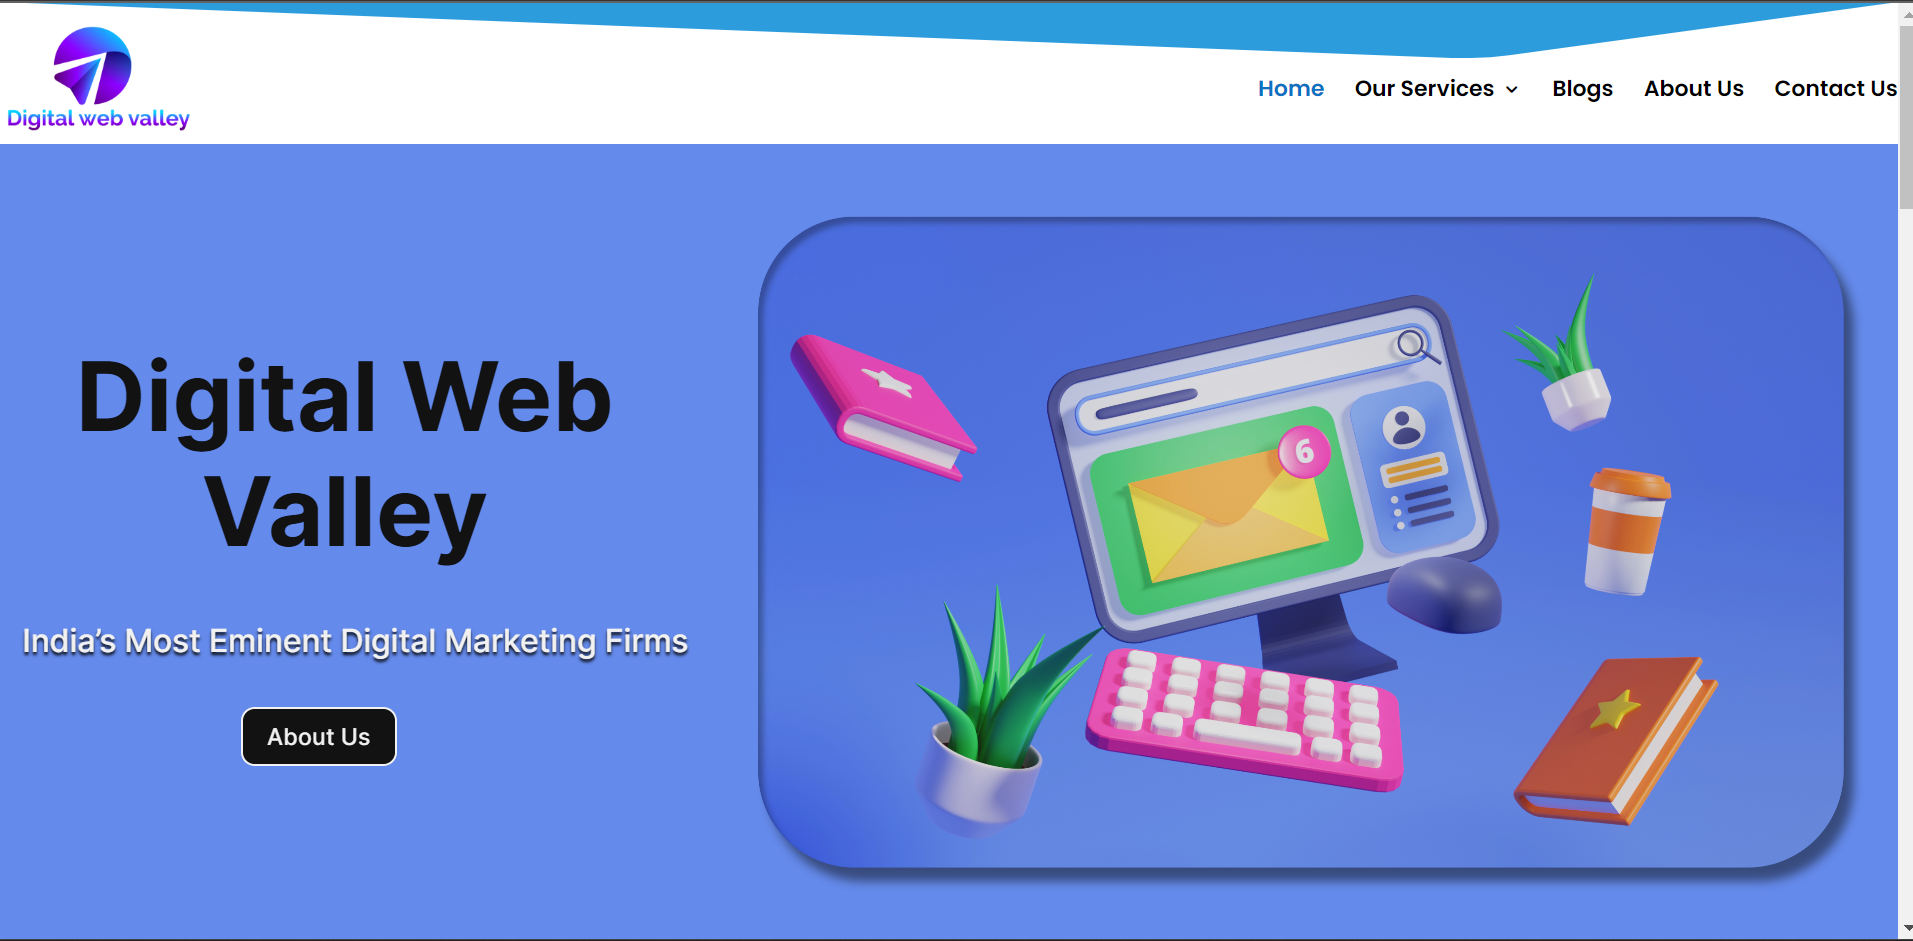 Digital web valley
Home Our Services Blogs About Us Contact Us
Digital Web
Valley
India’s Most Eminent Digital Marketing Firms
About Us
6